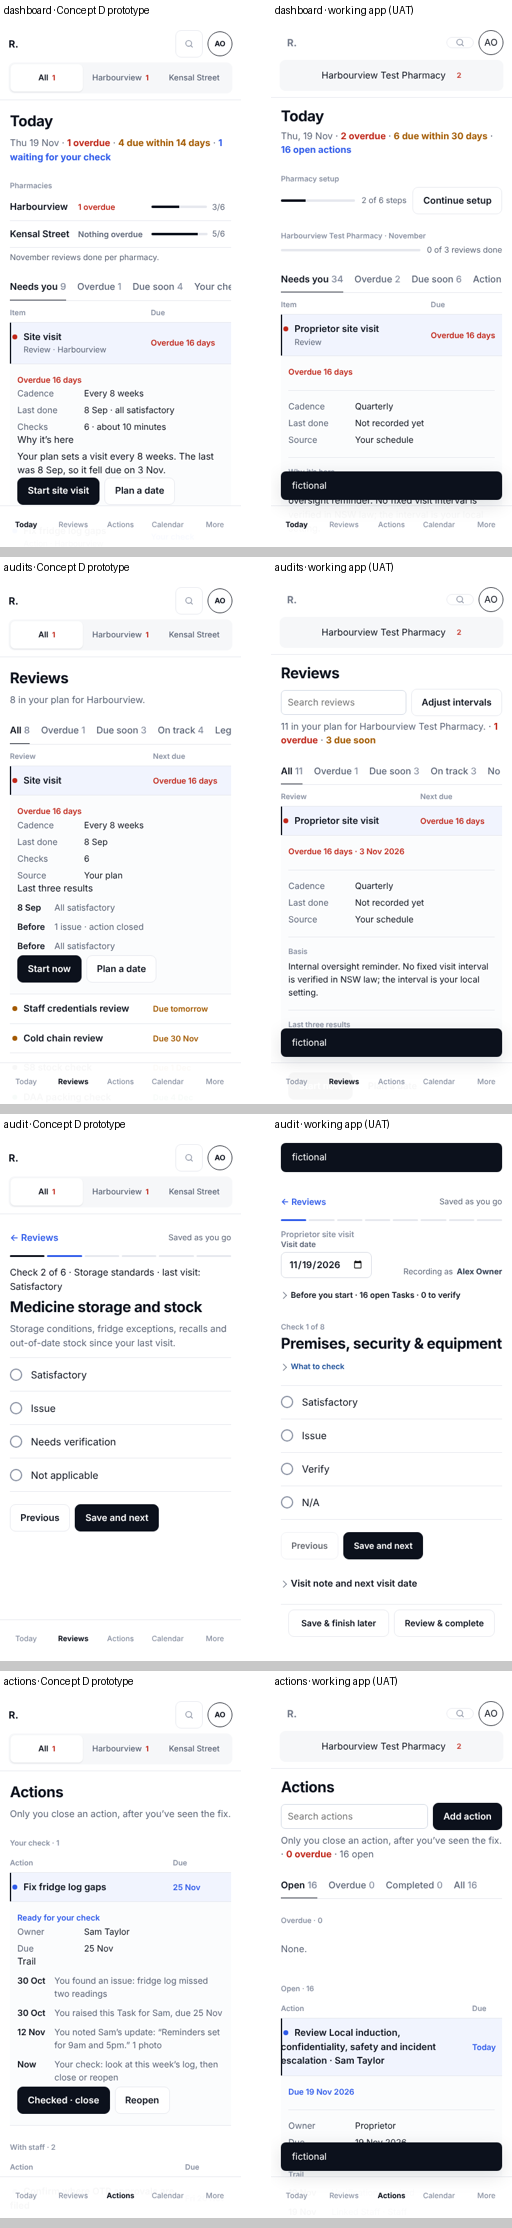 dashboard · Concept D prototype
R.
AO
All 1
Harbourview 1
Kensal Street
Today
Thu 19 Nov · 1 overdue · 4 due within 14 days · 1
waiting for your check
Pharmacies
Harbourview 1 overdue 3/6
Kensal Street Nothing overdue 5/6
November reviews done per pharmacy.
Needs you 9 Overdue 1 Due soon 4 Your che
Item Due
Site visit
Review · Harbourview
Overdue 16 days
Overdue 16 days
Cadence Every 8 weeks
Last done 8 Sep · all satisfactory
Checks 6 · about 10 minutes
Why it's here
Your plan sets a visit every 8 weeks. The last
was 8 Sep, so it fell due on 3 Nov.
Start site visit Plan a date
Today Reviews Actions Calendar More
dashboard · working app (UAT)
R.
AO
Harbourview Test Pharmacy 2
Today
Thu, 19 Nov · 2 overdue · 6 due within 30 days ·
16 open actions
Pharmacy setup
2 of 6 steps Continue setup
Harbourview Test Pharmacy · November
0 of 3 reviews done
Needs you 34 Overdue 2 Due soon 6 Action
Item Due
Proprietor site visit
Review
Overdue 16 days
Overdue 16 days
Cadence Quarterly
Last done Not recorded yet
Source Your schedule
Why it's here
fictional
oversight reminder. No fixed visit interval is
Today Reviews Actions Calendar More
audits · Concept D prototype
R.
AO
All 1
Harbourview 1
Kensal Street
Reviews
8 in your plan for Harbourview.
All 8 Overdue 1 Due soon 3 On track 4 Leg
Review Next due
Site visit Overdue 16 days
Overdue 16 days
Cadence Every 8 weeks
Last done 8 Sep
Checks 6
Source Your plan
Last three results
8 Sep All satisfactory
Before 1 issue · action closed
Before All satisfactory
Start now Plan a date
Staff credentials review Due tomorrow
Cold chain review Due 30 Nov
Today Reviews Actions Calendar More
audits · working app (UAT)
R.
AO
Harbourview Test Pharmacy 2
Reviews
Search reviews Adjust intervals
11 in your plan for Harbourview Test Pharmacy. · 1
overdue · 3 due soon
All 11 Overdue 1 Due soon 3 On track 3 No
Review Next due
Proprietor site visit Overdue 16 days
Overdue 16 days · 3 Nov 2026
Cadence Quarterly
Last done Not recorded yet
Source Your schedule
Basis
Internal oversight reminder. No fixed visit interval
is verified in NSW law; the interval is your local
setting.
Last three results
fictional
Today Reviews Actions Calendar More
audit · Concept D prototype
R.
AO
All 1
Harbourview 1
Kensal Street
← Reviews Saved as you go
Check 2 of 6 · Storage standards · last visit:
Satisfactory
Medicine storage and stock
Storage conditions, fridge exceptions, recalls and
out-of-date stock since your last visit.
Satisfactory
Issue
Needs verification
Not applicable
Previous Save and next
Today Reviews Actions Calendar More
audit · working app (UAT)
fictional
← Reviews Saved as you go
Proprietor site visit
Visit date
11/19/2026
Recording as Alex Owner
Before you start · 16 open Tasks · 0 to verify
Check 1 of 8
Premises, security & equipment
What to check
Satisfactory
Issue
Verify
N/A
Previous Save and next
Visit note and next visit date
Save & finish later Review & complete
actions · Concept D prototype
R.
AO
All 1
Harbourview 1
Kensal Street
Actions
Only you close an action, after you've seen the fix.
Your check · 1
Action Due
Fix fridge log gaps 25 Nov
Ready for your check
Owner Sam Taylor
Due 25 Nov
Trail
30 Oct You found an issue: fridge log missed
two readings
30 Oct You raised this Task for Sam, due 25 Nov
12 Nov You noted Sam's update: "Reminders set
for 9am and 5pm." 1 photo
Now Your check: look at this week's log, then
close or reopen
Checked · close Reopen
With staff · 2
Action Due
Today Reviews Actions Calendar More
actions · working app (UAT)
R.
AO
Harbourview Test Pharmacy 2
Actions
Search actions Add action
Only you close an action, after you've seen the fix.
· 0 overdue · 16 open
Open 16 Overdue 0 Completed 0 All 16
Overdue · 0
None.
Open · 16
Action Due
Review Local induction,
confidentiality, safety and incident
escalation · Sam Taylor
Today
Due 19 Nov 2026
Owner Proprietor
Due 19 Nov 2026
fictional
Trail
Today Reviews Actions Calendar More